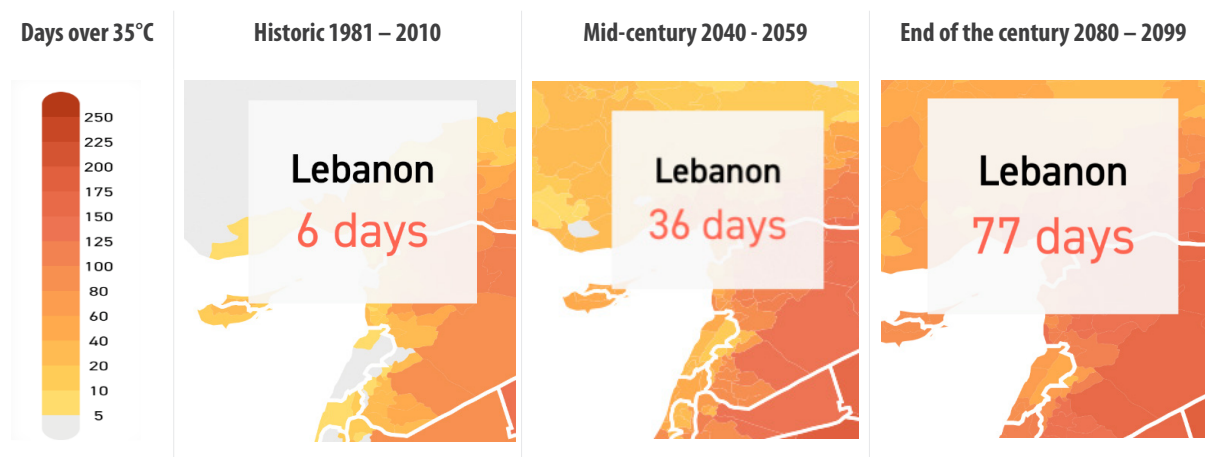 Days over 35°C
Historic 1981 – 2010
Mid-century 2040 - 2059
End of the century 2080 – 2099
250
225
200
175
150
125
100
80
60
40
20
10
5
Lebanon
6 days
Lebanon
36 days
Lebanon
77 days